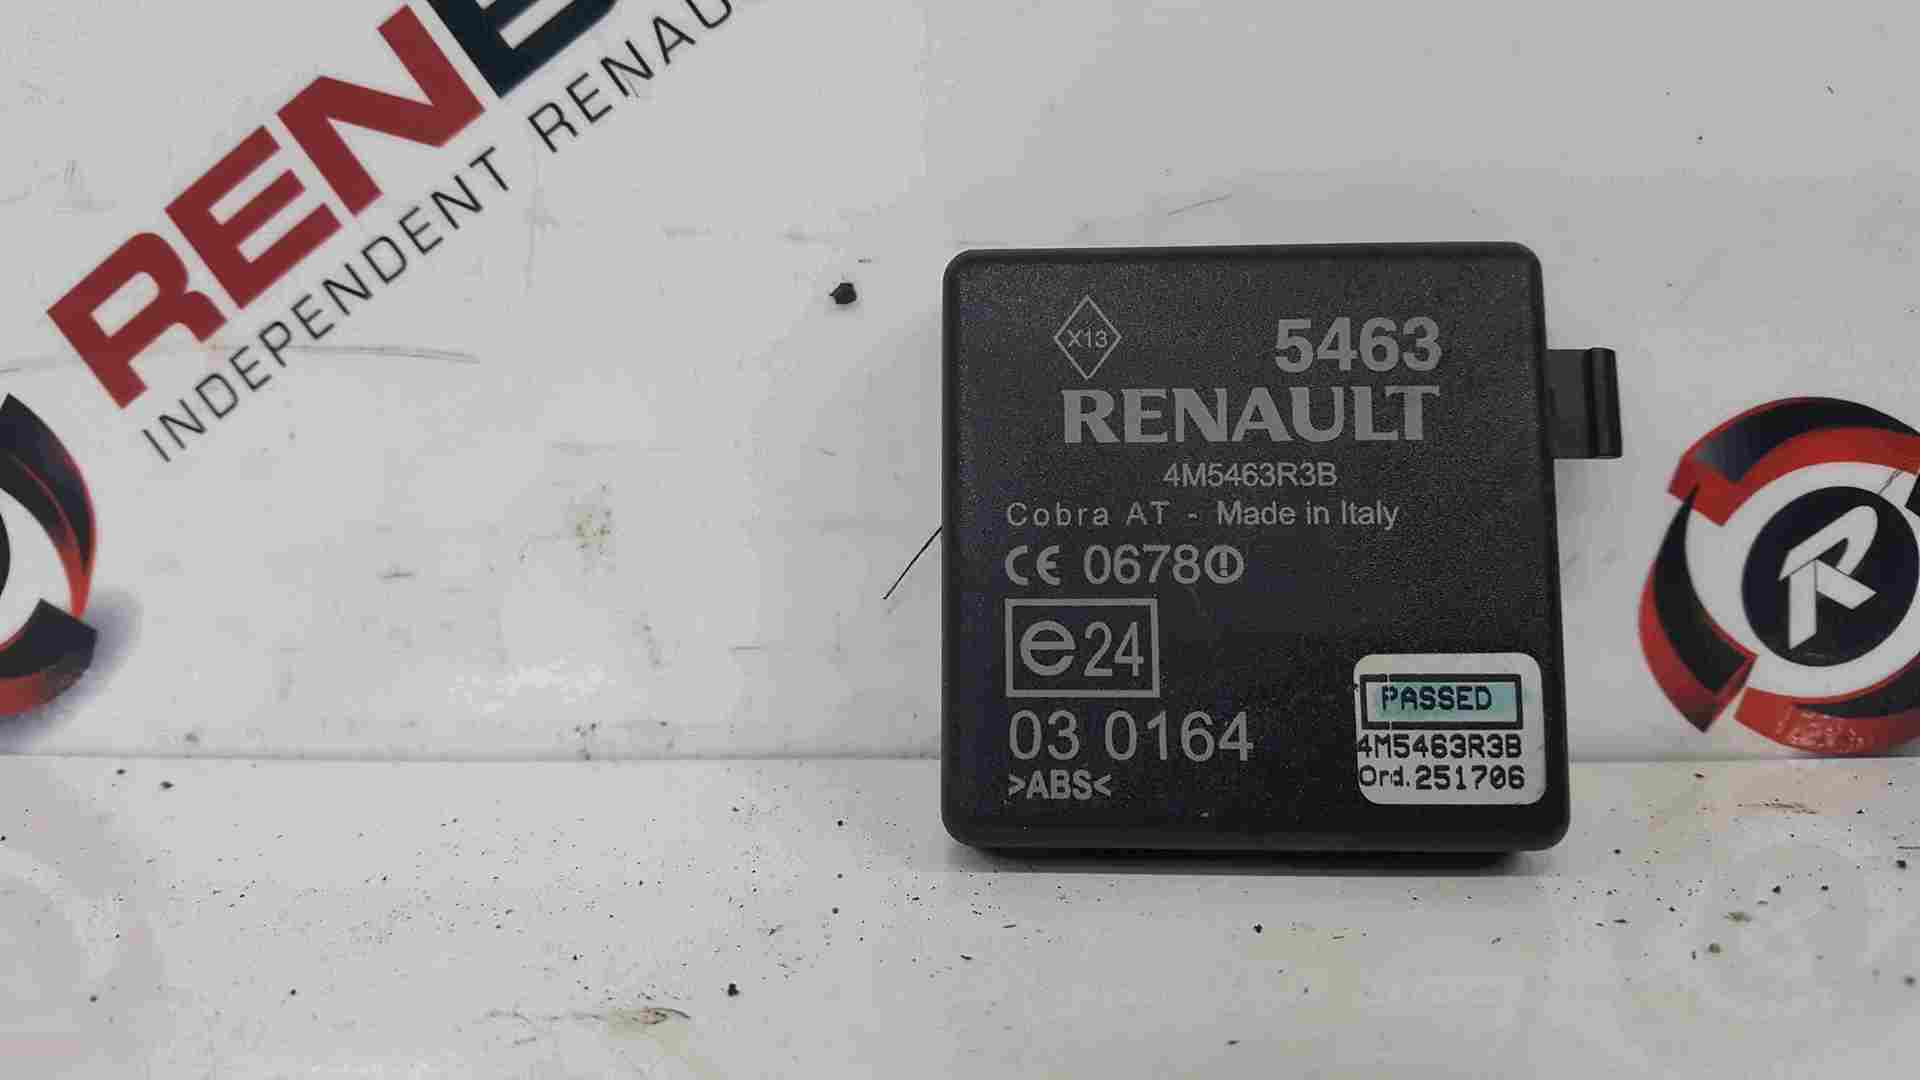 REN
INDEPENDENT RENAU
X13
5463
RENAULT
4M5463R3B
Cobra AT - Made in Italy
CE 0678
e24
03 0164
>ABS<
PASSED
4M5463R3B
Ord.251706
R